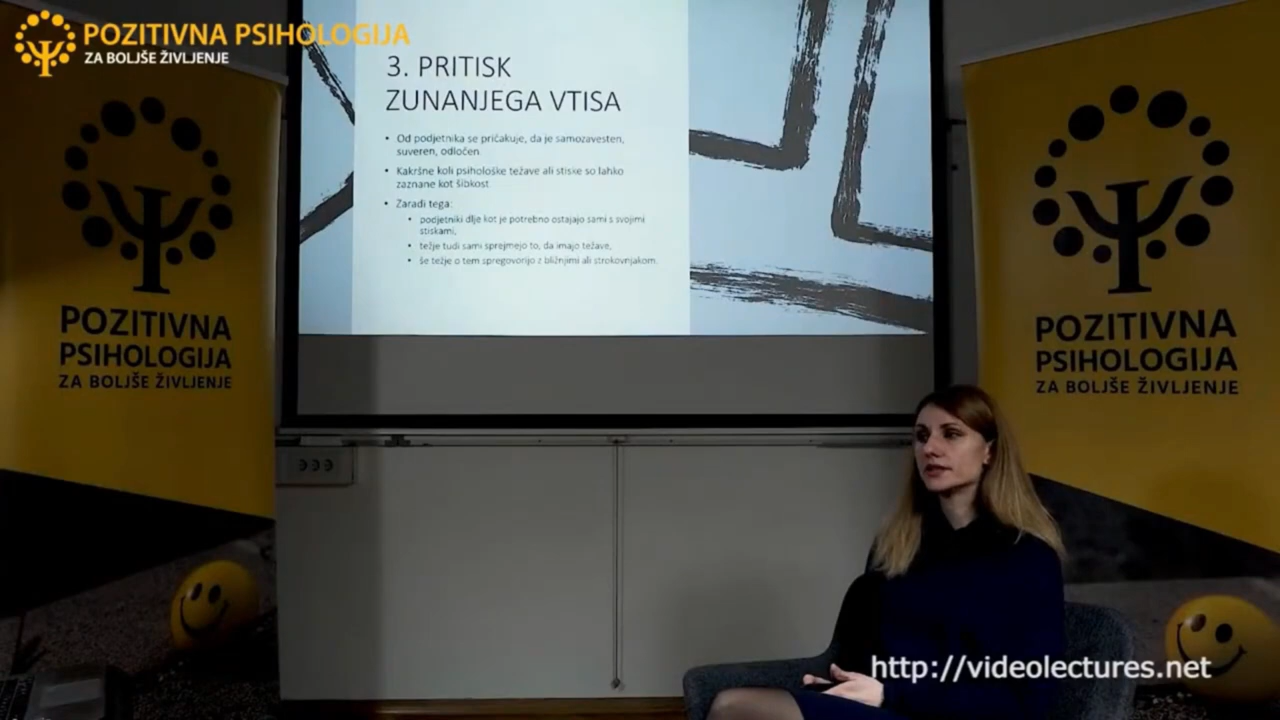 POZITIVNA PSIHOLOGIJA
ZA BOLJŠE ŽIVLJENJE
3. PRITISK
ZUNANJEGA VTISA
• Od podjetnika se pričakuje, da je samozavesten,
suveren, odločen.
• Kakršne koli psihološke težave ali stiske so lahko
zaznane kot šibkost.
• Zaradi tega:
• podjetniki dlje kot je potrebno ostajajo sami s svojimi
stiskami,
• težje tudi sami sprejmejo to, da imajo težave,
• še težje o tem spregovorijo z bližnjimi ali strokovnjakom.
POZITIVNA
PSIHOLOGIJA
ZA BOLJŠE ŽIVLJENJE
POZITIVNA
PSIHOLOGIJA
ZA BOLJŠE ŽIVLJENJE
http://videolectures.net